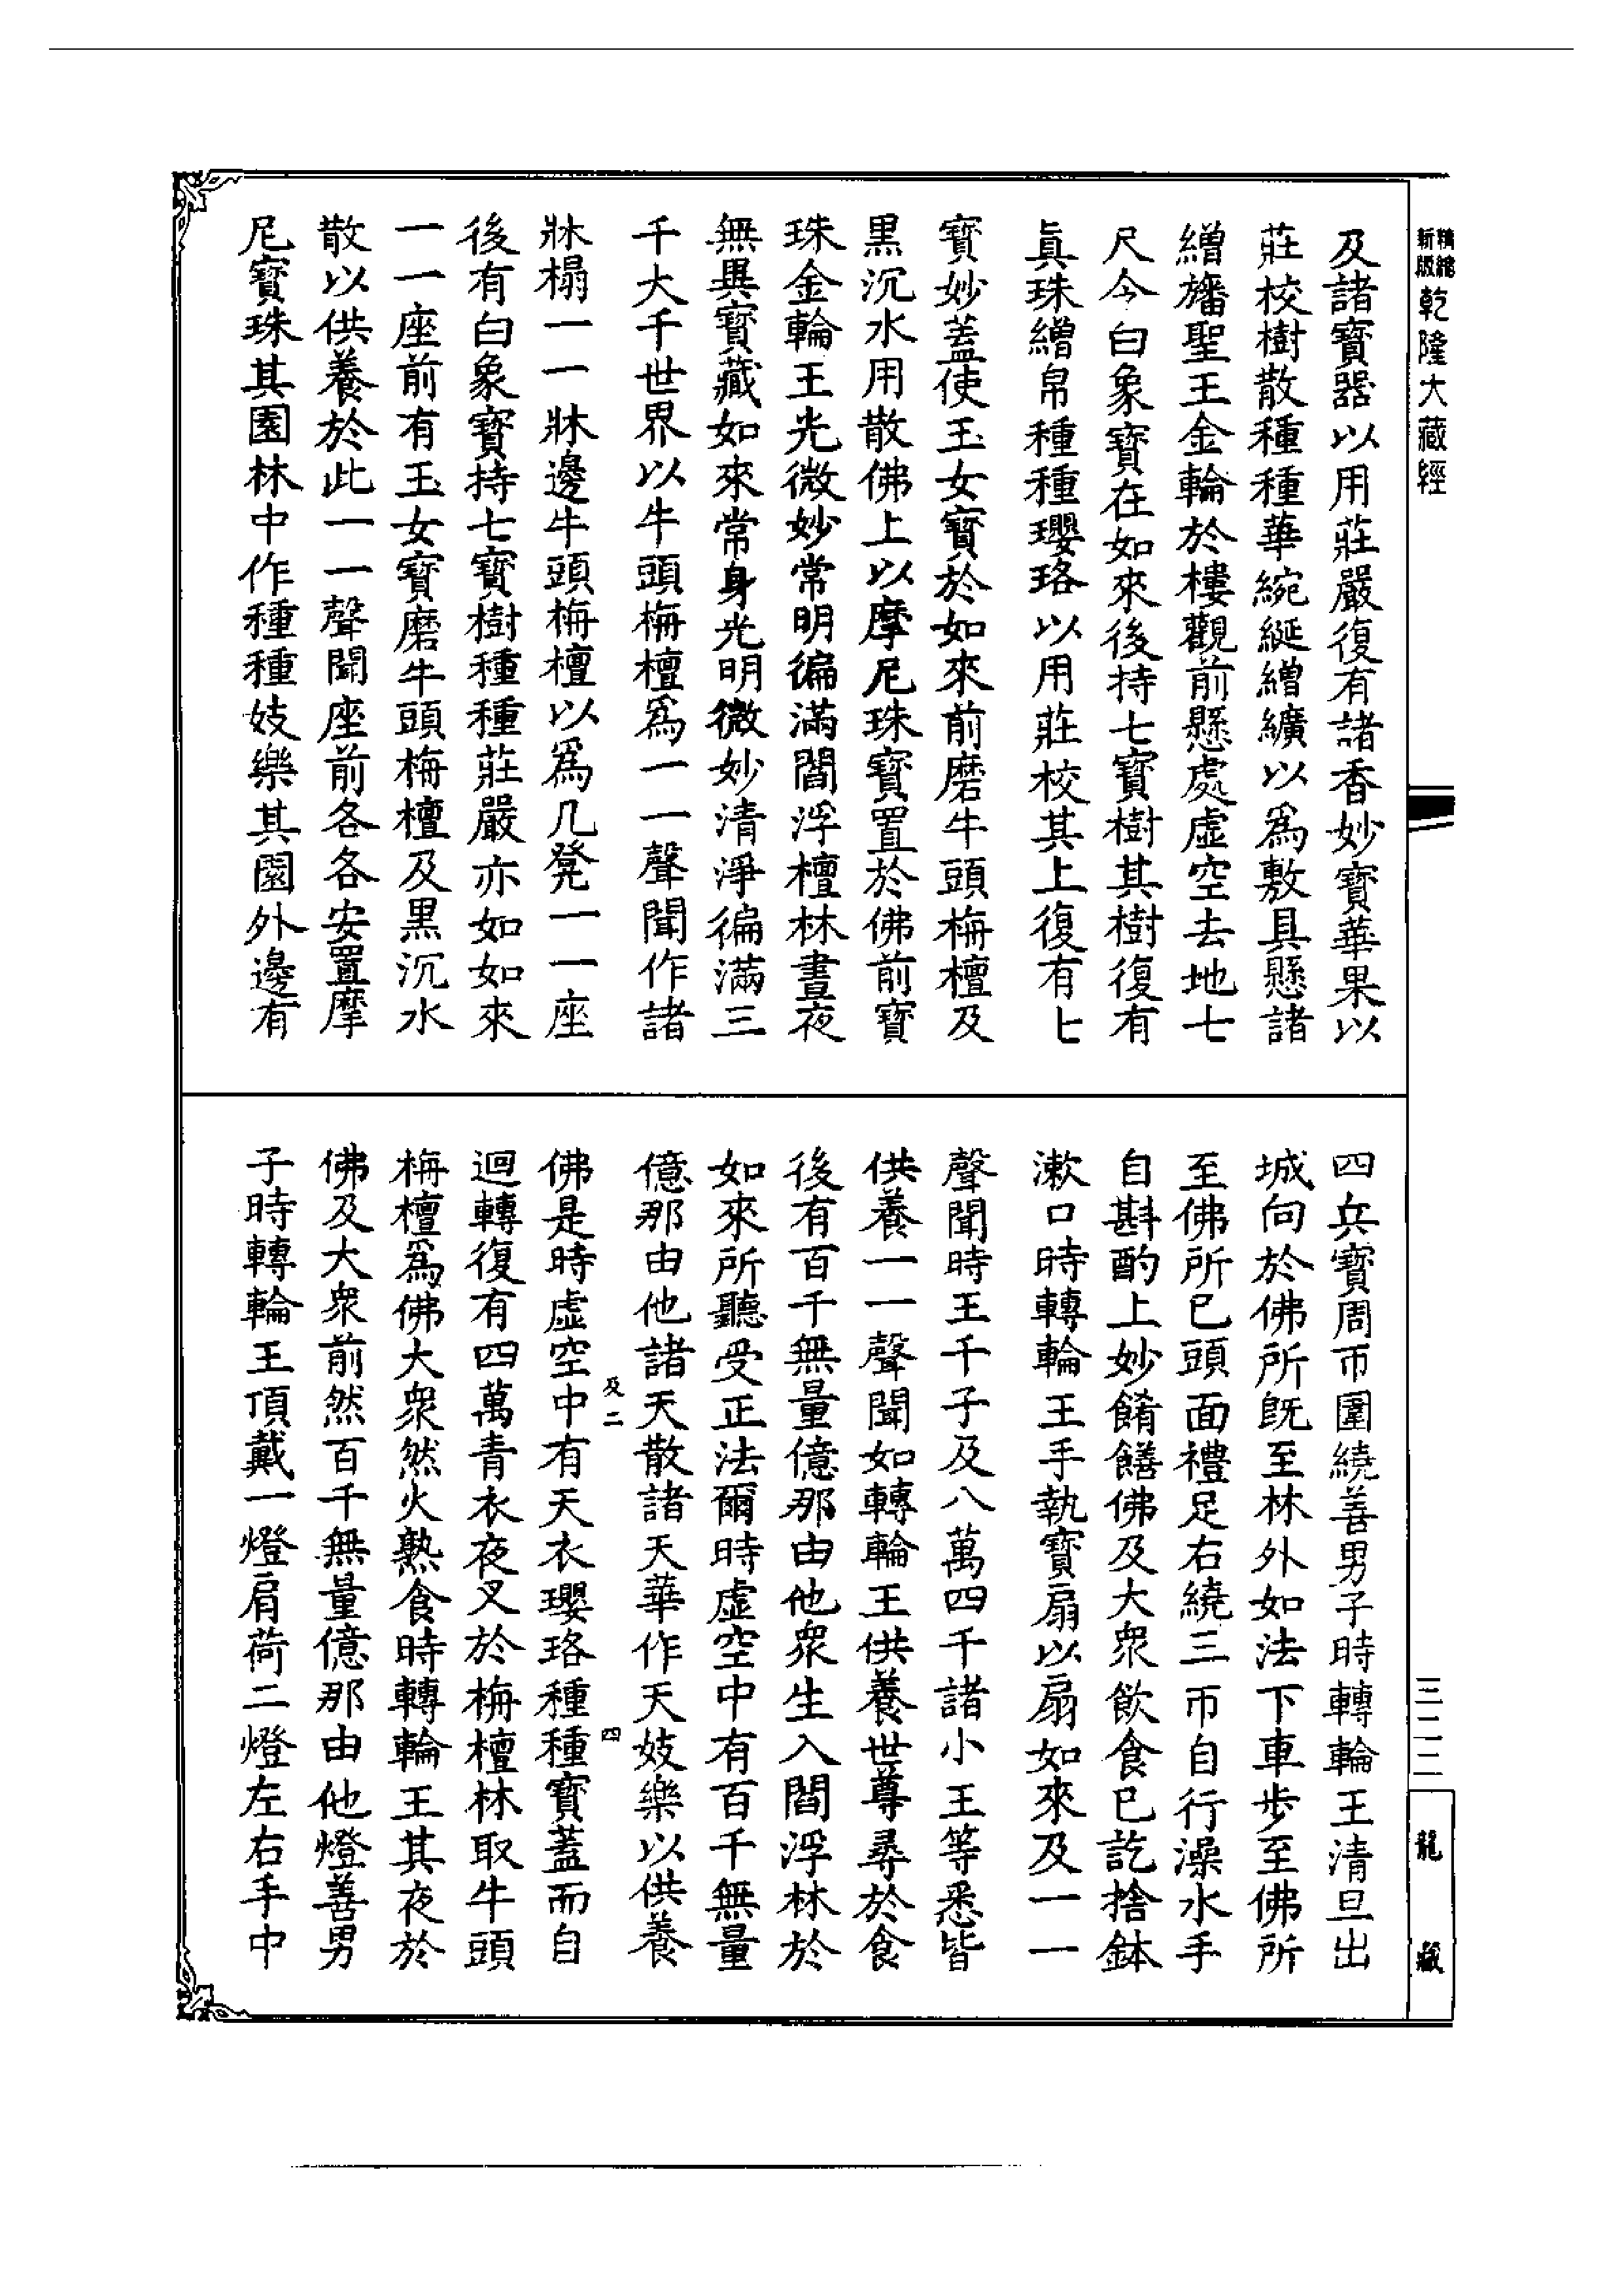 精縮新版乾隆大藏經
三二二
龍藏
及諸寶器以用莊嚴復有諸香妙寶華果以
莊校樹散種種華綩綖繒纊以爲敷具懸諸
繒旛聖王金輪於樓觀前懸處虛空去地七
尺令白象寶在如來後持七寶樹其樹復有
眞珠繒帛種種瓔珞以用莊校其上復有七
寶妙蓋使玉女寶於如來前磨牛頭栴檀及
黑沉水用散佛上以摩尼珠寶置於佛前寶
珠金輪王光微妙常明徧滿閻浮檀林晝夜
無異寶藏如來常身光明微妙清淨徧滿三
千大千世界以牛頭栴檀爲一一聲聞作諸
牀榻一一牀邊牛頭栴檀以爲几凳一一座
後有白象寶持七寶樹種種莊嚴亦如如來
一一座前有玉女寶磨牛頭栴檀及黑沉水
散以供養於此一一聲聞座前各各安置摩
尼寶珠其園林中作種種妓樂其園外邊有
四兵寶周帀圍繞善男子時轉輪王清旦出
城向於佛所旣至林外如法下車步至佛所
至佛所已頭面禮足右繞三帀自行澡水手
自斟酌上妙餚饍佛及大衆飲食已訖捨鉢
漱口時轉輪王手執寶扇以扇如來及一一
聲聞時王千子及八萬四千諸小王等悉皆
供養一一聲聞如轉輪王供養世尊尋於食
後有百千無量億那由他衆生入閻浮林於
如來所聽受正法爾時虛空中有百千無量
億那由他諸天散諸天華作天妓樂以供養
及二
四
佛是時虛空中有天衣瓔珞種種寶蓋而自
迴轉復有四萬青衣夜叉於栴檀林取牛頭
栴檀爲佛大衆然火熟食時轉輪王其夜於
佛及大衆前然百千無量億那由他燈善男
子時轉輪王頂戴一燈肩荷二燈左右手中